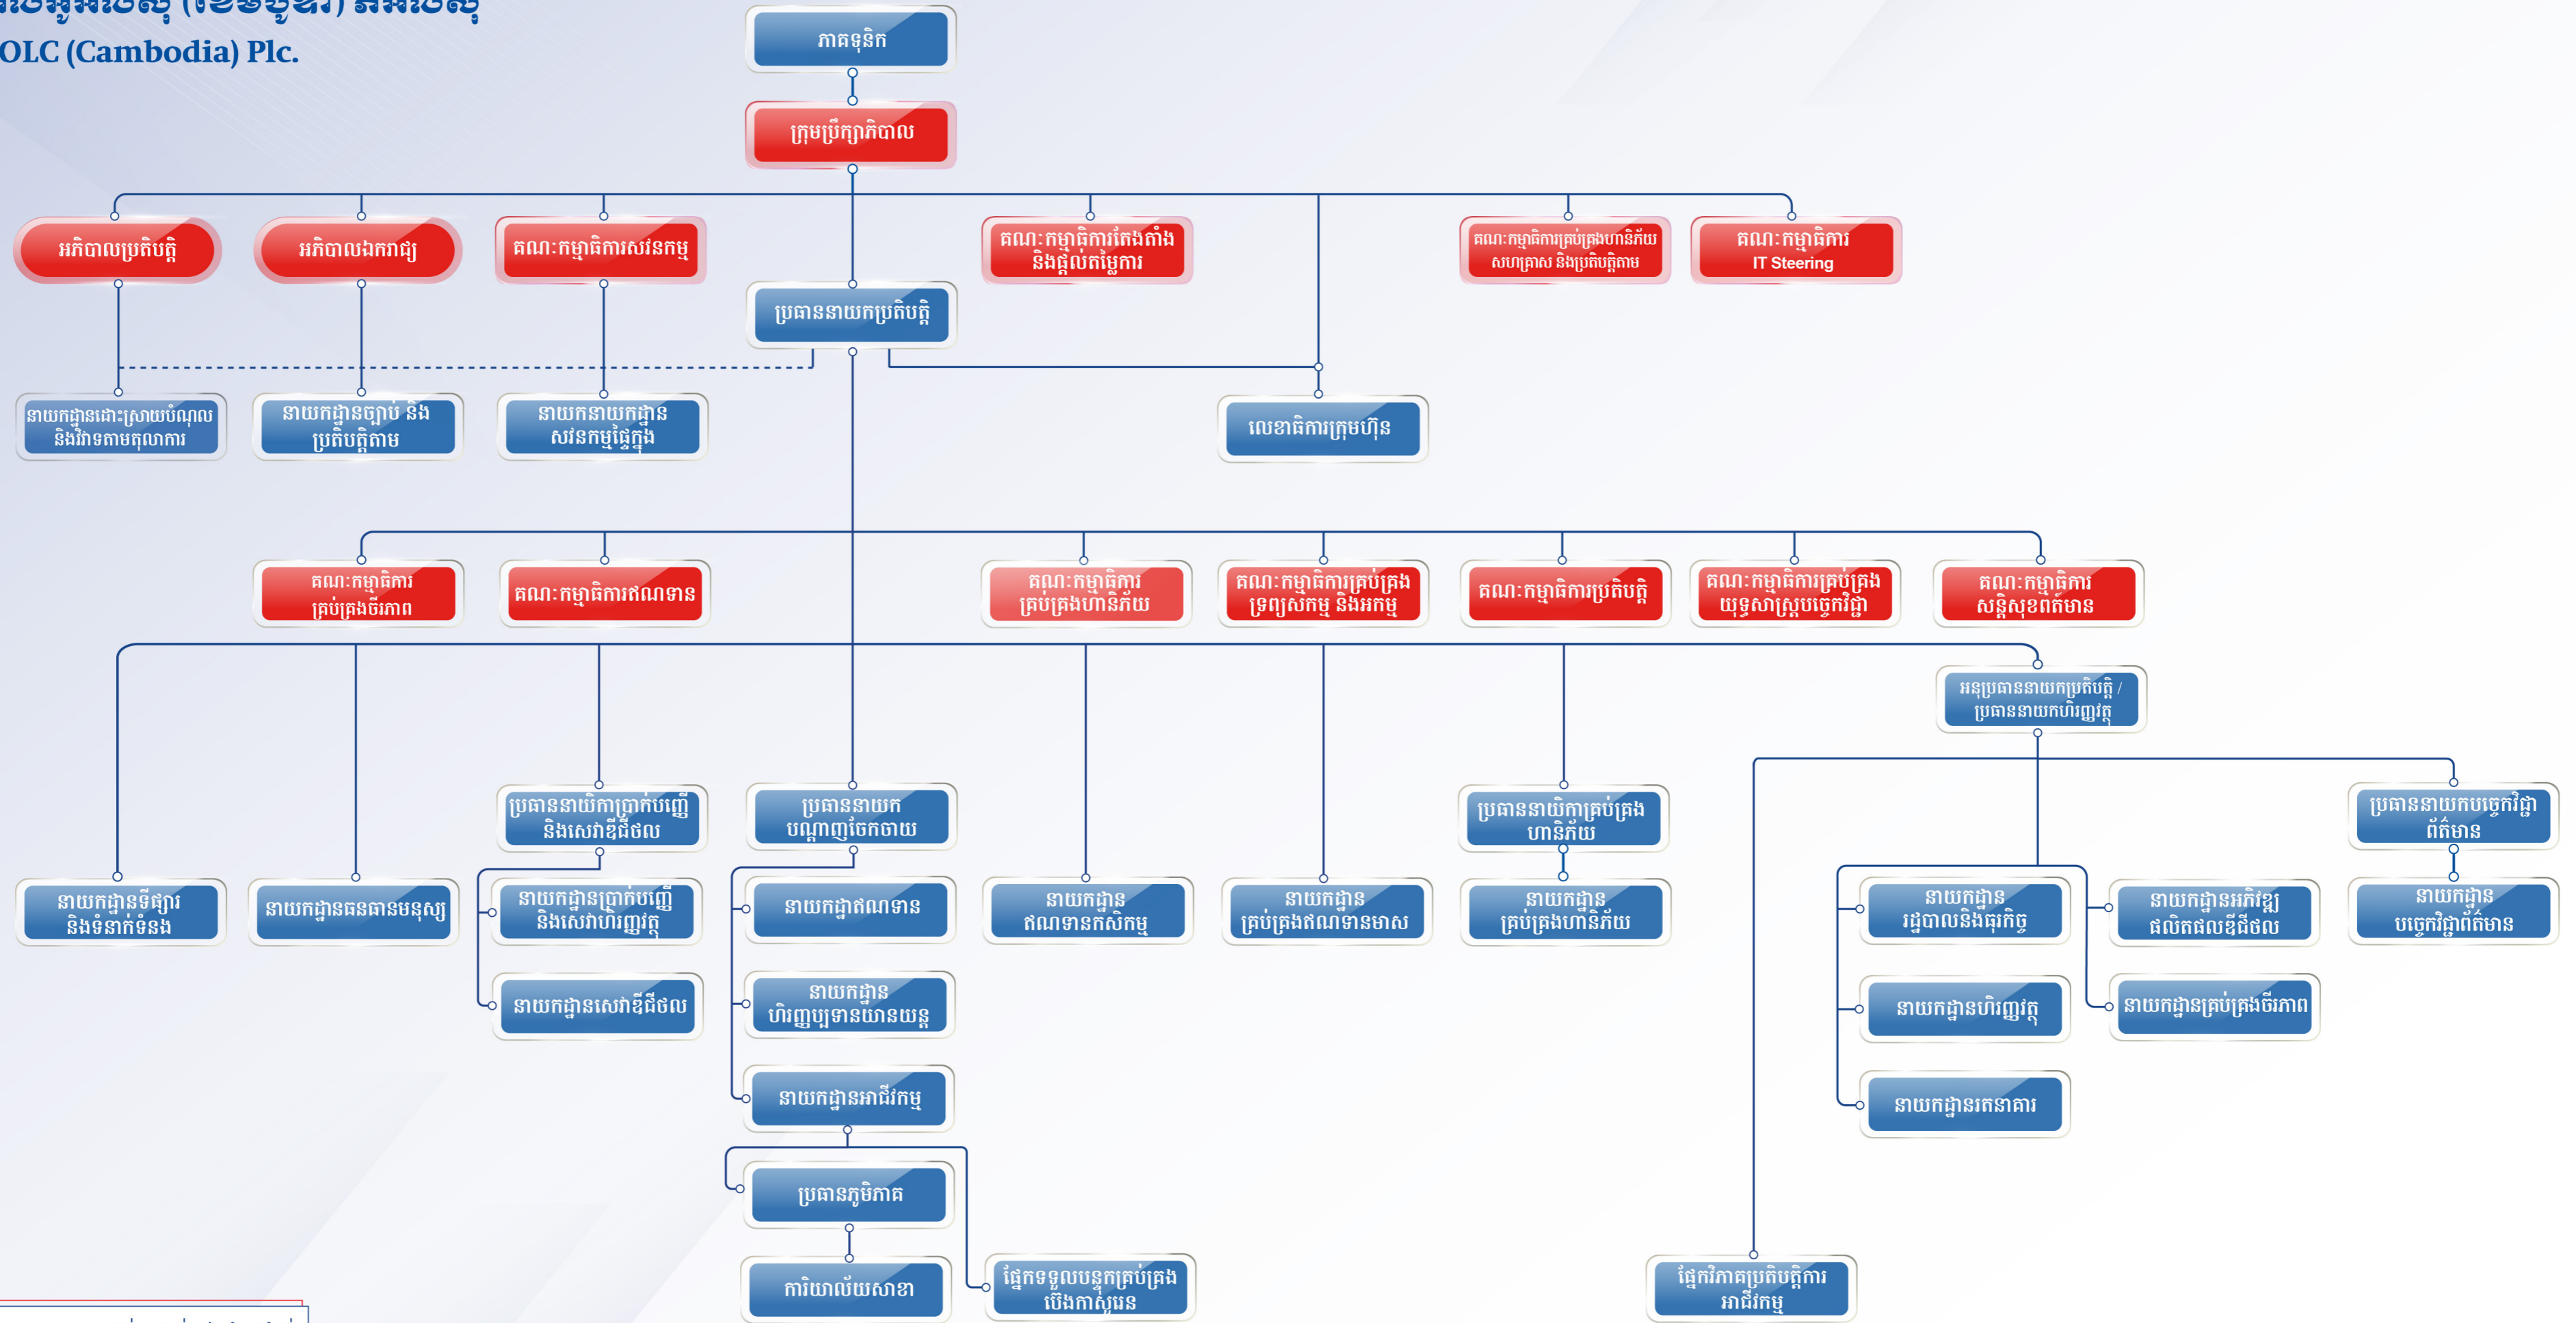 (ខេមបូឌា)
OLC (Cambodia) Plc.
ភាគទុនិក
ក្រុមប្រឹក្សាភិបាល
អភិបាលប្រតិបត្តិ
អភិបាលឯករាជ្យ
គណៈកម្មាធិការសវនកម្ម
គណៈកម្មាធិការតែងតាំង
និងផ្តល់តម្លៃការ
គណៈកម្មាធិការគ្រប់គ្រងហានិភ័យ
សហគ្រាស និងប្រតិបត្តិតាម
គណៈកម្មាធិការ
IT Steering
ប្រធាននាយកប្រតិបត្តិ
នាយកដ្ឋានដោះស្រាយបំណុល
និងវិវាទតាមតុលាការ
នាយកដ្ឋានច្បាប់ និង
ប្រតិបត្តិតាម
នាយកនាយកដ្ឋាន
សវនកម្មផ្ទៃក្នុង
លេខាធិការក្រុមហ៊ុន
គណៈកម្មាធិការ
គ្រប់គ្រងចីរភាព
គណៈកម្មាធិការឥណទាន
គណៈកម្មាធិការ
គ្រប់គ្រងហានិភ័យ
គណៈកម្មាធិការគ្រប់គ្រង
ទ្រព្យសកម្ម និងអកម្ម
គណៈកម្មាធិការប្រតិបត្តិ
គណៈកម្មាធិការគ្រប់គ្រង
យុទ្ធសាស្ត្របច្ចេកវិជ្ជា
គណៈកម្មាធិការ
សន្តិសុខពត៌មាន
អនុប្រធាននាយកប្រតិបត្តិ /
ប្រធាននាយកហិរញ្ញវត្ថុ
ប្រធាននាយិកាប្រាក់បញ្ញើ
និងសេវាឌីជីថល
ប្រធាននាយក
បណ្តាញចែកចាយ
ប្រធាននាយិកាគ្រប់គ្រង
ហានិភ័យ
ប្រធាននាយកបច្ចេកវិជ្ជា
ព័ត៌មាន
នាយកដ្ឋានទីផ្សារ
និងទំនាក់ទំនង
នាយកដ្ឋានធនធានមនុស្ស
នាយកដ្ឋានប្រាក់បញ្ញើ
និងសេវាហិរញ្ញវត្ថុ
នាយកដ្ឋាឥណទាន
នាយកដ្ឋាន
ឥណទានកសិកម្ម
នាយកដ្ឋាន
គ្រប់គ្រងឥណទានមាស
នាយកដ្ឋាន
គ្រប់គ្រងហានិភ័យ
នាយកដ្ឋាន
រដ្ឋបាលនិងធុរកិច្ច
នាយកដ្ឋានអភិវឌ្ឍ
ផលិតផលឌីជីថល
នាយកដ្ឋាន
បច្ចេកវិជ្ជាព័ត៌មាន
នាយកដ្ឋានសេវាឌីជីថល
នាយកដ្ឋាន
ហិរញ្ញប្បទានយានយន្ត
នាយកដ្ឋានហិរញ្ញវត្ថុ
នាយកដ្ឋានគ្រប់គ្រងចីរភាព
នាយកដ្ឋានអាជីវកម្ម
នាយកដ្ឋានរតនាគារ
ប្រធានភូមិភាគ
ការិយាល័យសាខា
ផ្នែកទទួលបន្ទុកគ្រប់គ្រង
ប៊េងកាស៊ូរេន
ផ្នែកវិភាគប្រតិបត្តិការ
អាជីវកម្ម